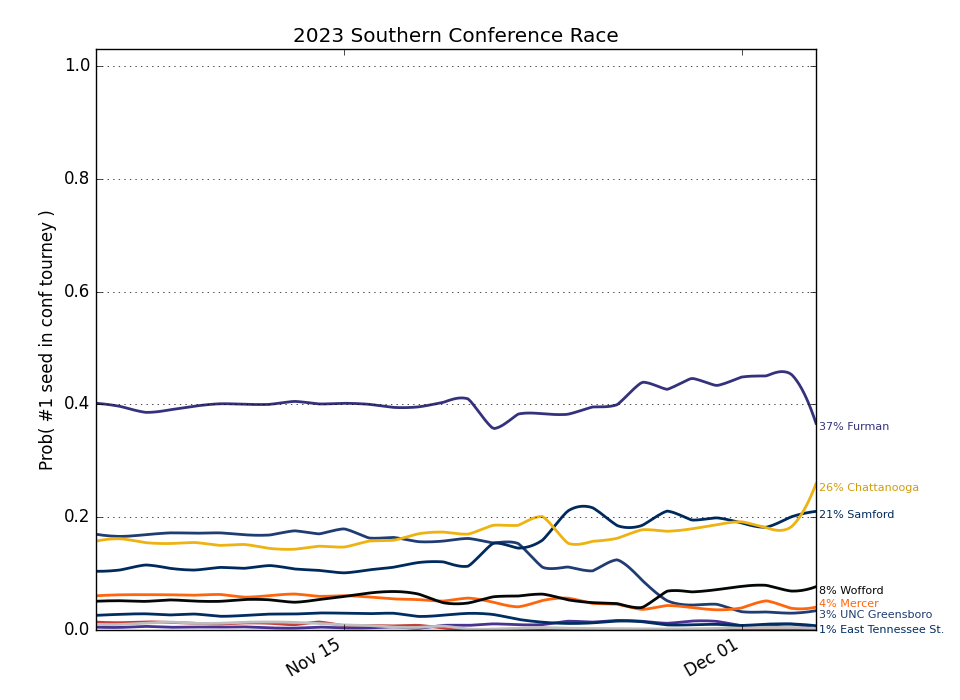 2023 Southern Conference Race
Prob( #1 seed in conf tourney )
1.0
0.8
0.6
0.4
0.2
0.0
Nov 15
Dec 01
37% Furman
26% Chattanooga
21% Samford
8% Wofford
4% Mercer
3% UNC Greensboro
1% East Tennessee St.